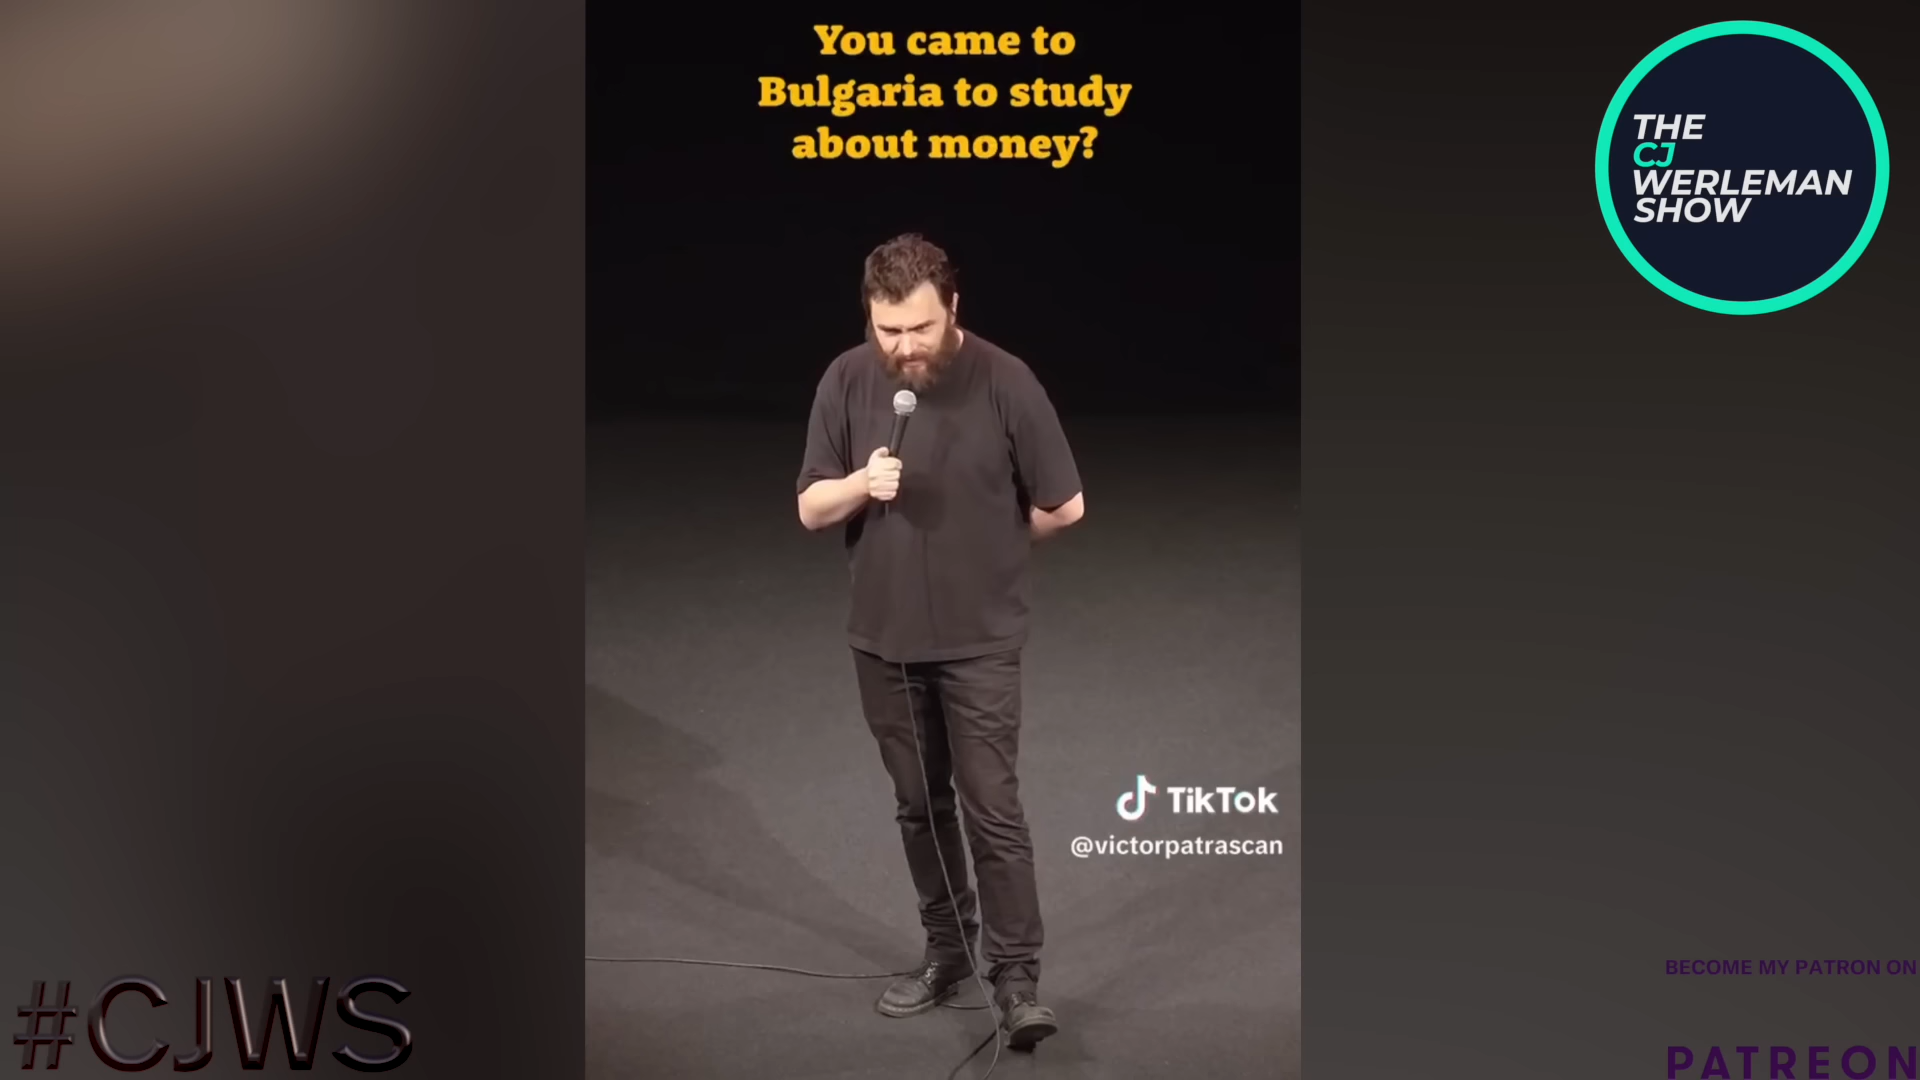 You came to
Bulgaria to study
about money?
THE
CJ
WERLEMAN
SHOW
TikTok
@victorpatrascan
#CJWS
BECOME MY PATRON ON
PATREON